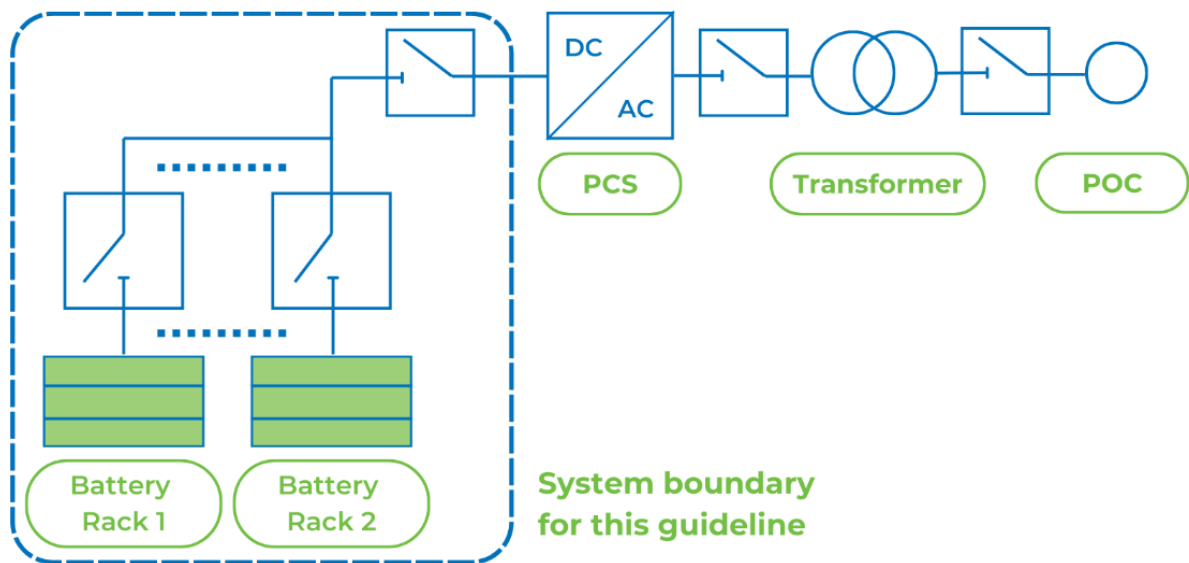 DC
AC
PCS
Transformer
POC
Battery
Rack 1
Battery
Rack 2
System boundary
for this guideline